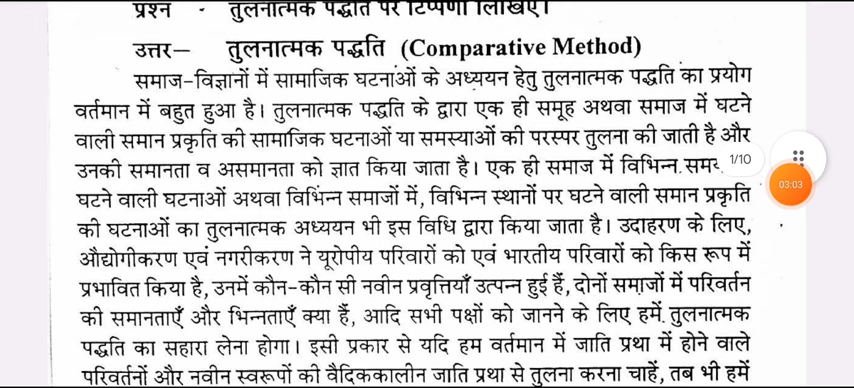 प्रश्न - तुलनात्मक पद्धति पर टिप्पणी लिखिए।
उत्तर— तुलनात्मक पद्धति (Comparative Method)
समाज-विज्ञानों में सामाजिक घटनाओं के अध्ययन हेतु तुलनात्मक पद्धति का प्रयोग
वर्तमान में बहुत हुआ है। तुलनात्मक पद्धति के द्वारा एक ही समूह अथवा समाज में घटने
वाली समान प्रकृति की सामाजिक घटनाओं या समस्याओं की परस्पर तुलना की जाती है और
उनकी समानता व असमानता को ज्ञात किया जाता है। एक ही समाज में विभिन्न
1/10
03:03
घटने वाली घटनाओं अथवा विभिन्न समाजों में, विभिन्न स्थानों पर घटने वाली समान प्रकृति
की घटनाओं का तुलनात्मक अध्ययन भी इस विधि द्वारा किया जाता है। उदाहरण के लिए,
औद्योगीकरण एवं नगरीकरण ने यूरोपीय परिवारों को एवं भारतीय परिवारों को किस रूप में
प्रभावित किया है, उनमें कौन-कौन सी नवीन प्रवृत्तियाँ उत्पन्न हुई हैं, दोनों समाजों में परिवर्तन
की समानताएँ और भिन्नताएँ क्या हैं, आदि सभी पक्षों को जानने के लिए हमें तुलनात्मक
पद्धति का सहारा लेना होगा। इसी प्रकार से यदि हम वर्तमान में जाति प्रथा में होने वाले
परिवर्तनों और नवीन स्वरूपों की वैदिककालीन जाति प्रथा से तुलना करना चाहें, तब भी हमें